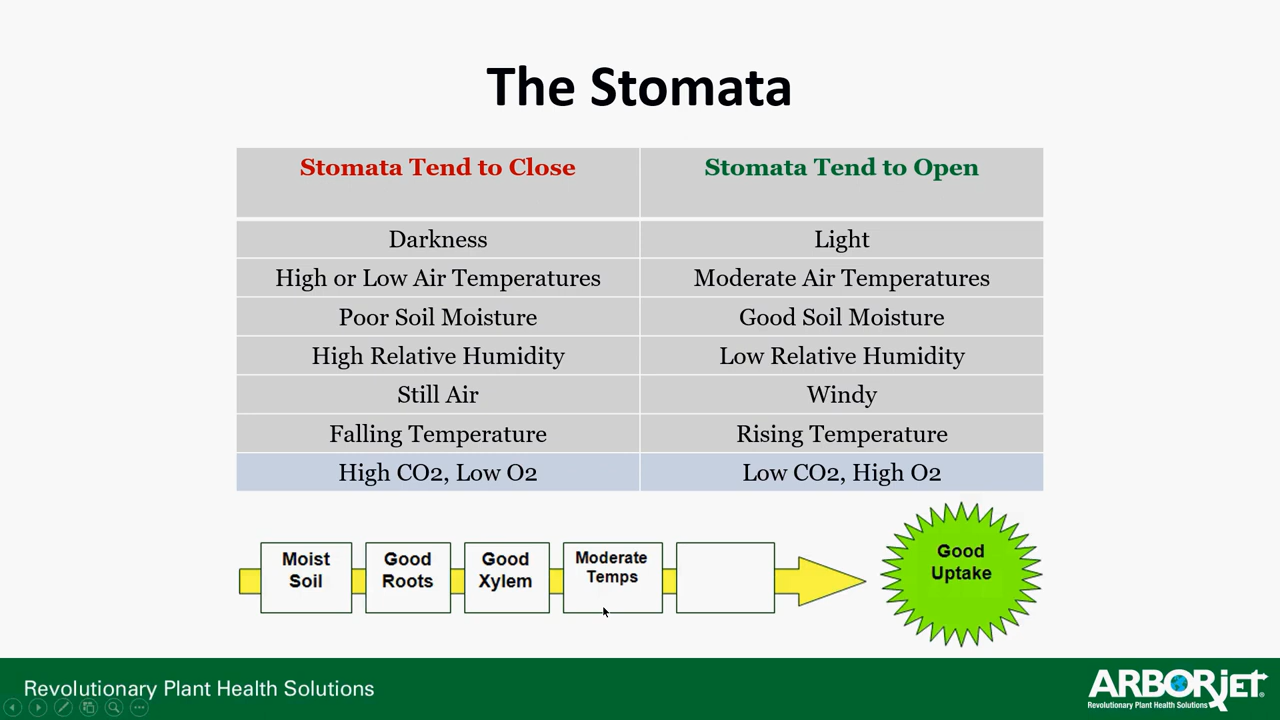 The Stomata
Stomata Tend to Close Stomata Tend to Open
Darkness Light
High or Low Air Temperatures Moderate Air Temperatures
Poor Soil Moisture Good Soil Moisture
High Relative Humidity Low Relative Humidity
Still Air Windy
Falling Temperature Rising Temperature
High CO2, Low O2 Low CO2, High O2
Moist
Soil
Good
Roots
Good
Xylem
Moderate
Temps
Good
Uptake
Revolutionary Plant Health Solutions
ARBORjET®
Revolutionary Plant Health Solutions